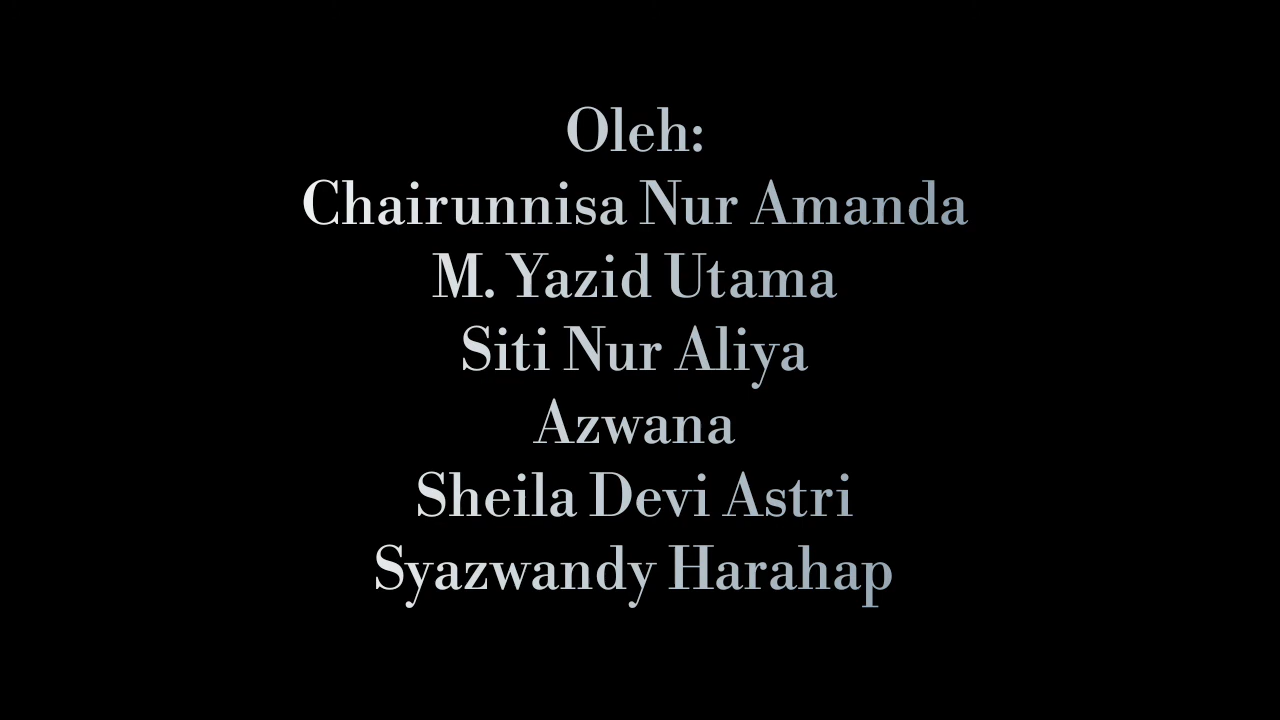 Oleh:
Chairunnisa Nur Amanda
M. Yazid Utama
Siti Nur Aliya
Azwana
Sheila Devi Astri
Syazwandy Harahap